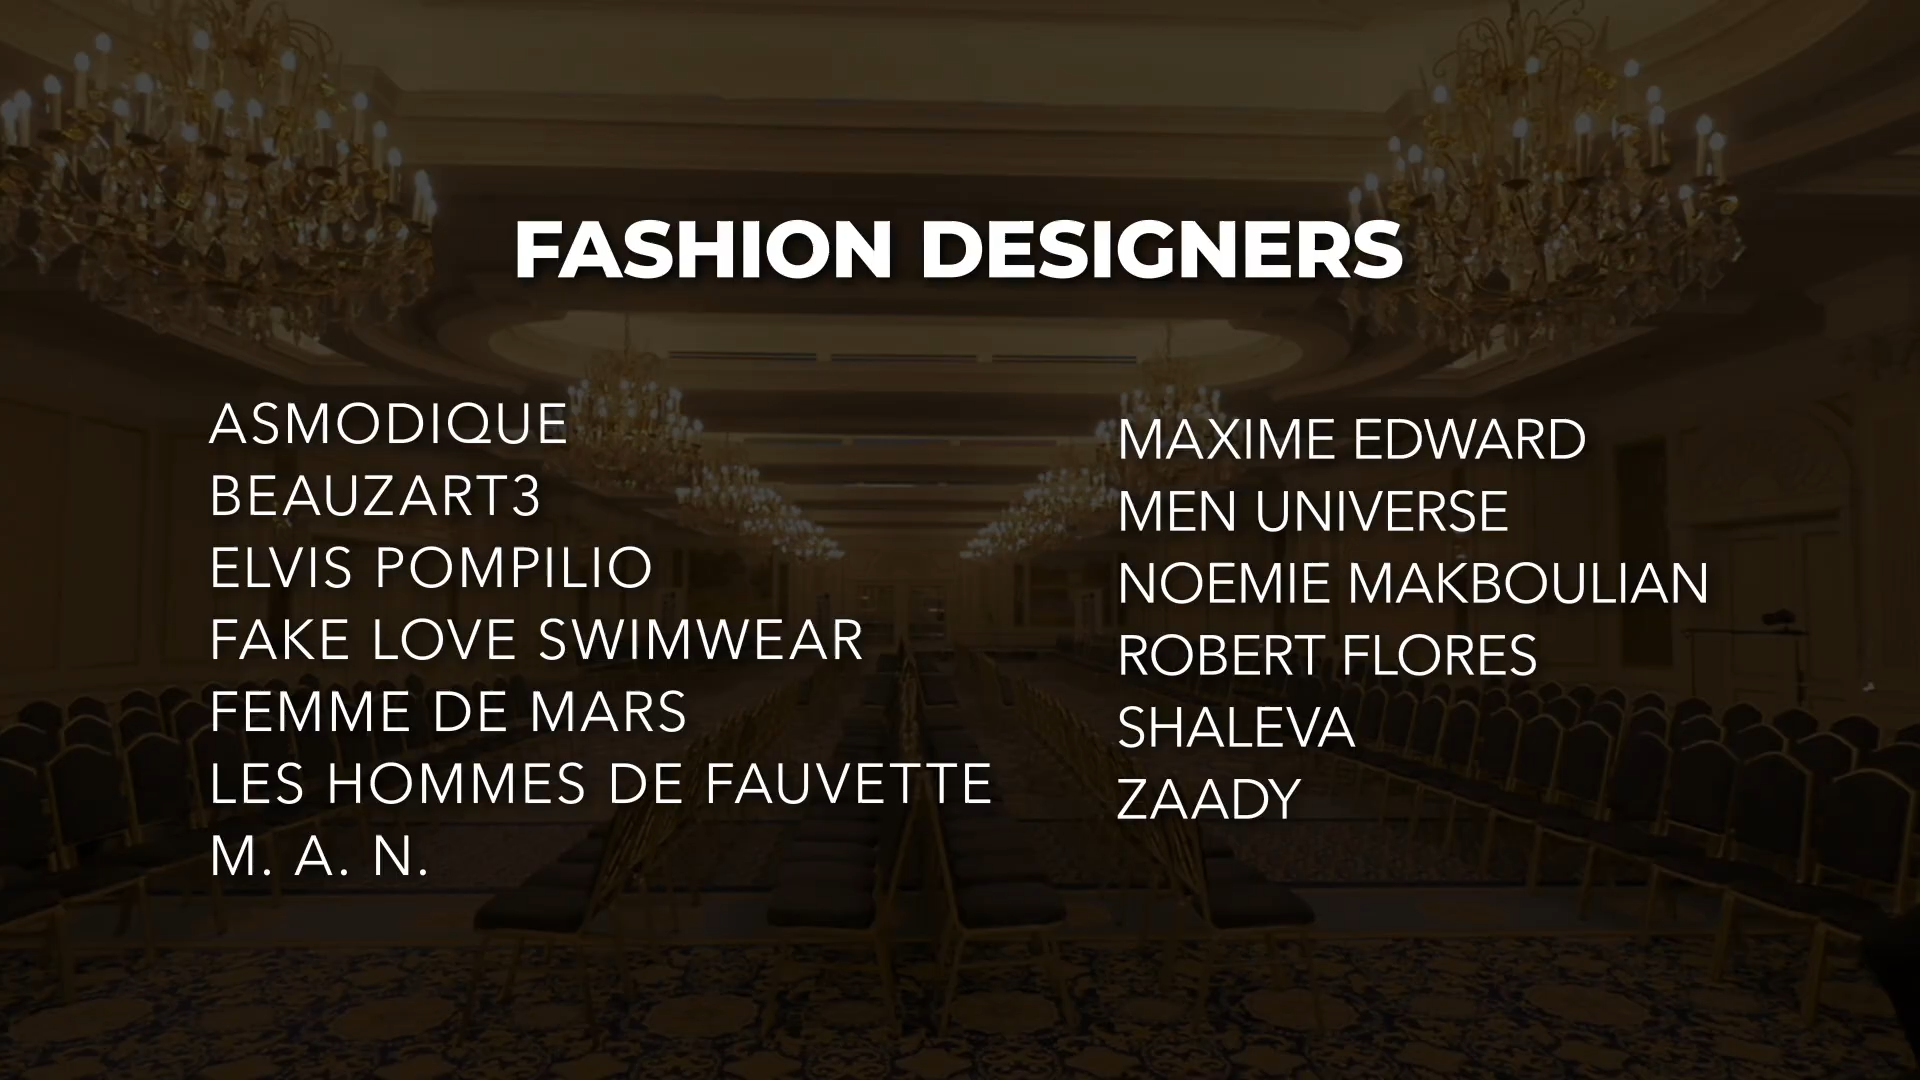 FASHION DESIGNERS
ASMODIQUE
BEAUZART3
ELVIS POMPILIO
FAKE LOVE SWIMWEAR
FEMME DE MARS
LES HOMMES DE FAUVETTE
M. A. N.
MAXIME EDWARD
MEN UNIVERSE
NOEMIE MAKBOULIAN
ROBERT FLORES
SHALEVA
ZAADY